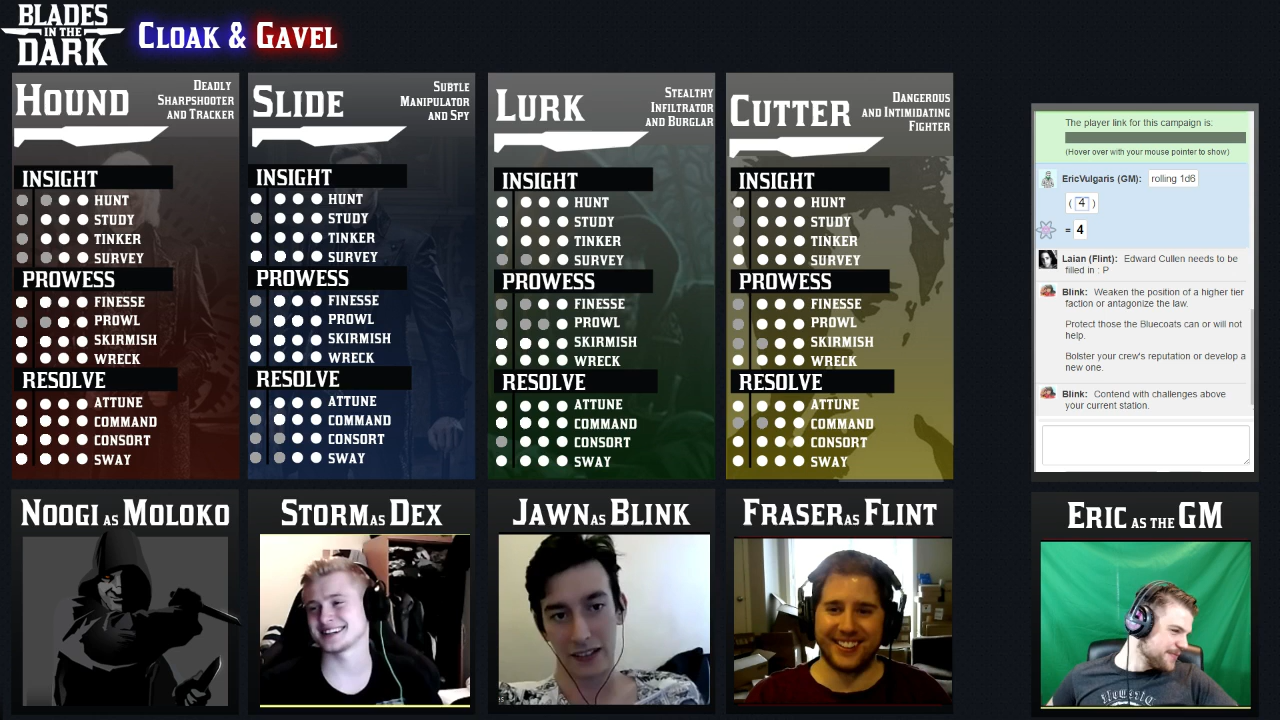 BLADES
IN THE
DARK
CLOAK & GAVEL
HOUND
DEADLY
SHARPSHOOTER
AND TRACKER
INSIGHT
HUNT
STUDY
TINKER
SURVEY
PROWESS
FINESSE
PROWL
SKIRMISH
WRECK
RESOLVE
ATTUNE
COMMAND
CONSORT
SWAY
NOOGI AS MOLOKO
SLIDE
SUBTLE
MANIPULATOR
AND SPY
INSIGHT
HUNT
STUDY
TINKER
SURVEY
PROWESS
FINESSE
PROWL
SKIRMISH
WRECK
RESOLVE
ATTUNE
COMMAND
CONSORT
SWAY
STORM AS DEX
LURK
STEALTHY
INFILTRATOR
AND BURGLAR
INSIGHT
HUNT
STUDY
TINKER
SURVEY
PROWESS
FINESSE
PROWL
SKIRMISH
WRECK
RESOLVE
ATTUNE
COMMAND
CONSORT
SWAY
JAWN AS BLINK
CUTTER
DANGEROUS
AND INTIMIDATING
FIGHTER
INSIGHT
HUNT
STUDY
TINKER
SURVEY
PROWESS
FINESSE
PROWL
SKIRMISH
WRECK
RESOLVE
ATTUNE
COMMAND
CONSORT
SWAY
FRASER AS FLINT
The player link for this campaign is:
(Hover over with your mouse pointer to show)
EricVulgaris (GM): rolling 1d6
( 4 )
= 4
Laian (Flint): Edward Cullen needs to be
filled in : P
Blink: Weaken the position of a higher tier
faction or antagonize the law.
Protect those the Bluecoats can or will not
help.
Bolster your crew's reputation or develop a
new one.
Blink: Contend with challenges above
your current station.
ERIC AS THE GM